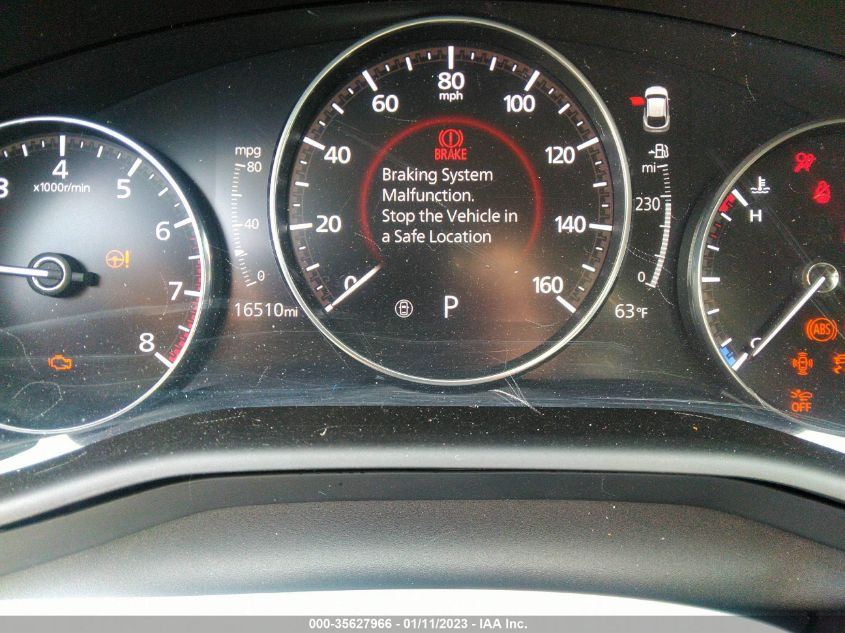 3
4
5
x1000r/min
6
7
8
mpg
80
40
0
16510mi
0
20
40
60
80
mph
100
120
140
160
BRAKE
Braking System
Malfunction.
Stop the Vehicle in
a Safe Location
P
mi
230
0
63°F
H
C
ABS
OFF
000-35627966 - 01/11/2023 - IAA Inc.